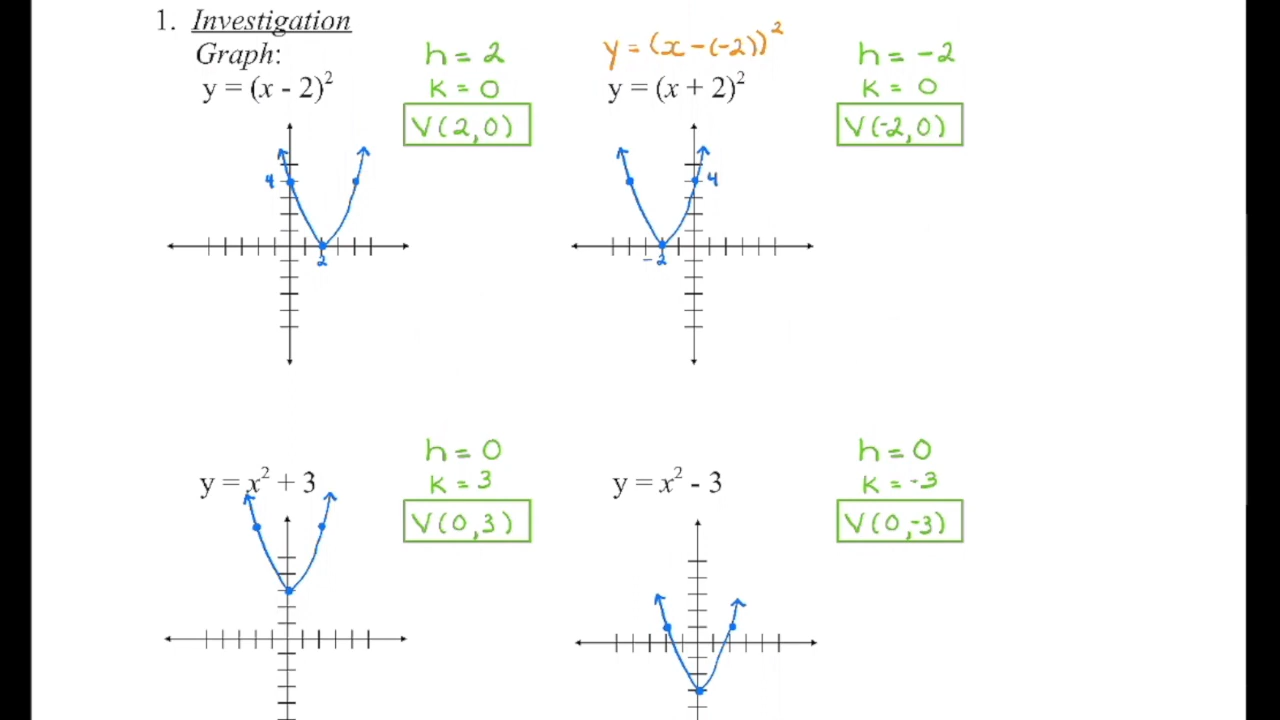 1. Investigation
Graph:
y = (x - 2)²
h = 2
k = 0
V(2,0)
4
2
y = (x-(-2))²
y = (x + 2)²
h = -2
k = 0
V(-2,0)
4
-2
y = x² + 3
h = 0
k = 3
V(0,3)
y = x² - 3
h = 0
k = -3
V(0,-3)